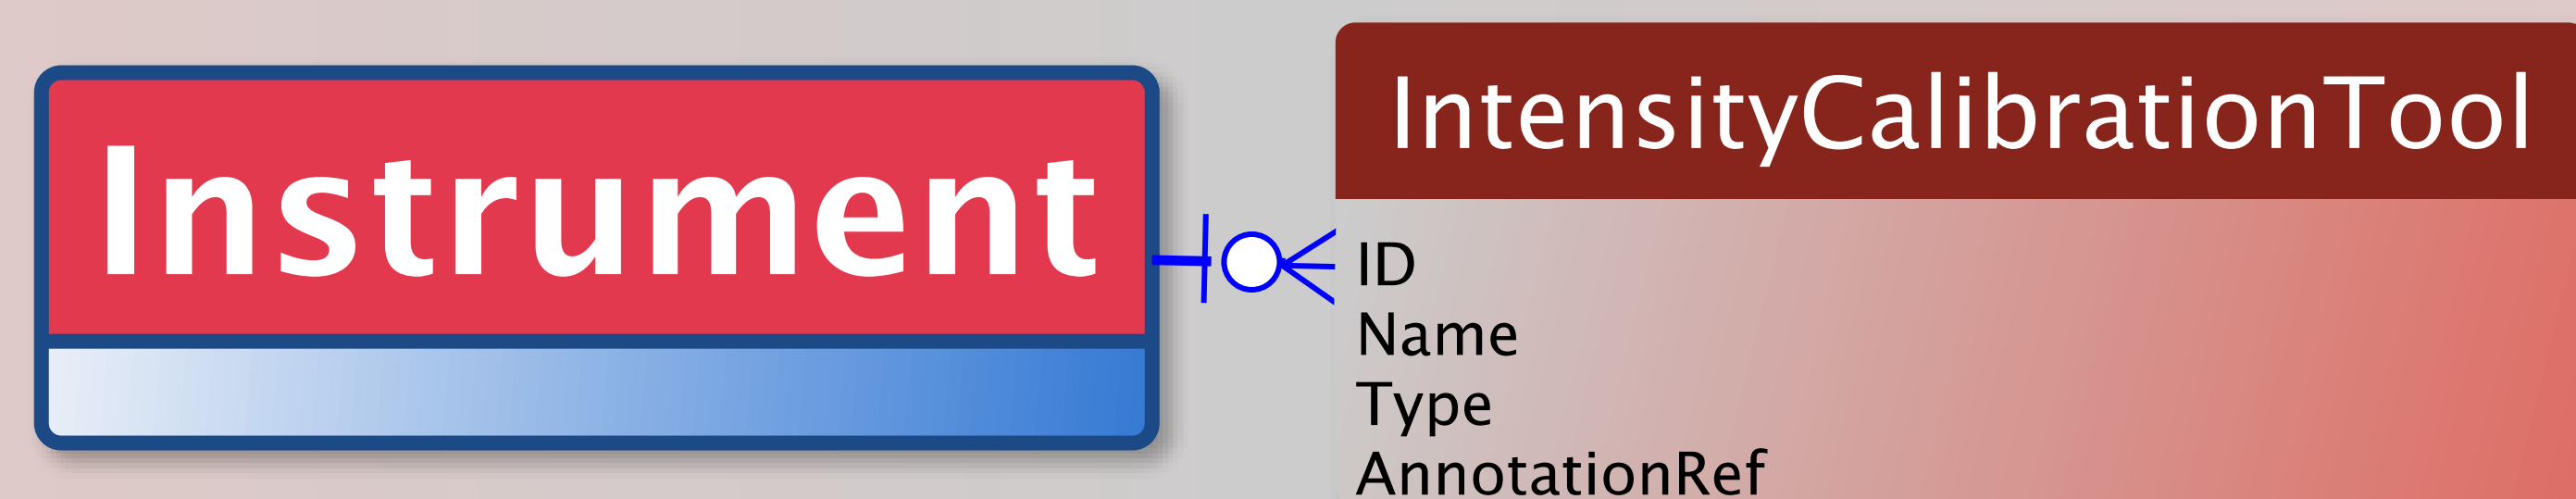 Instrument
IntensityCalibrationTool
ID
Name
Type
AnnotationRef